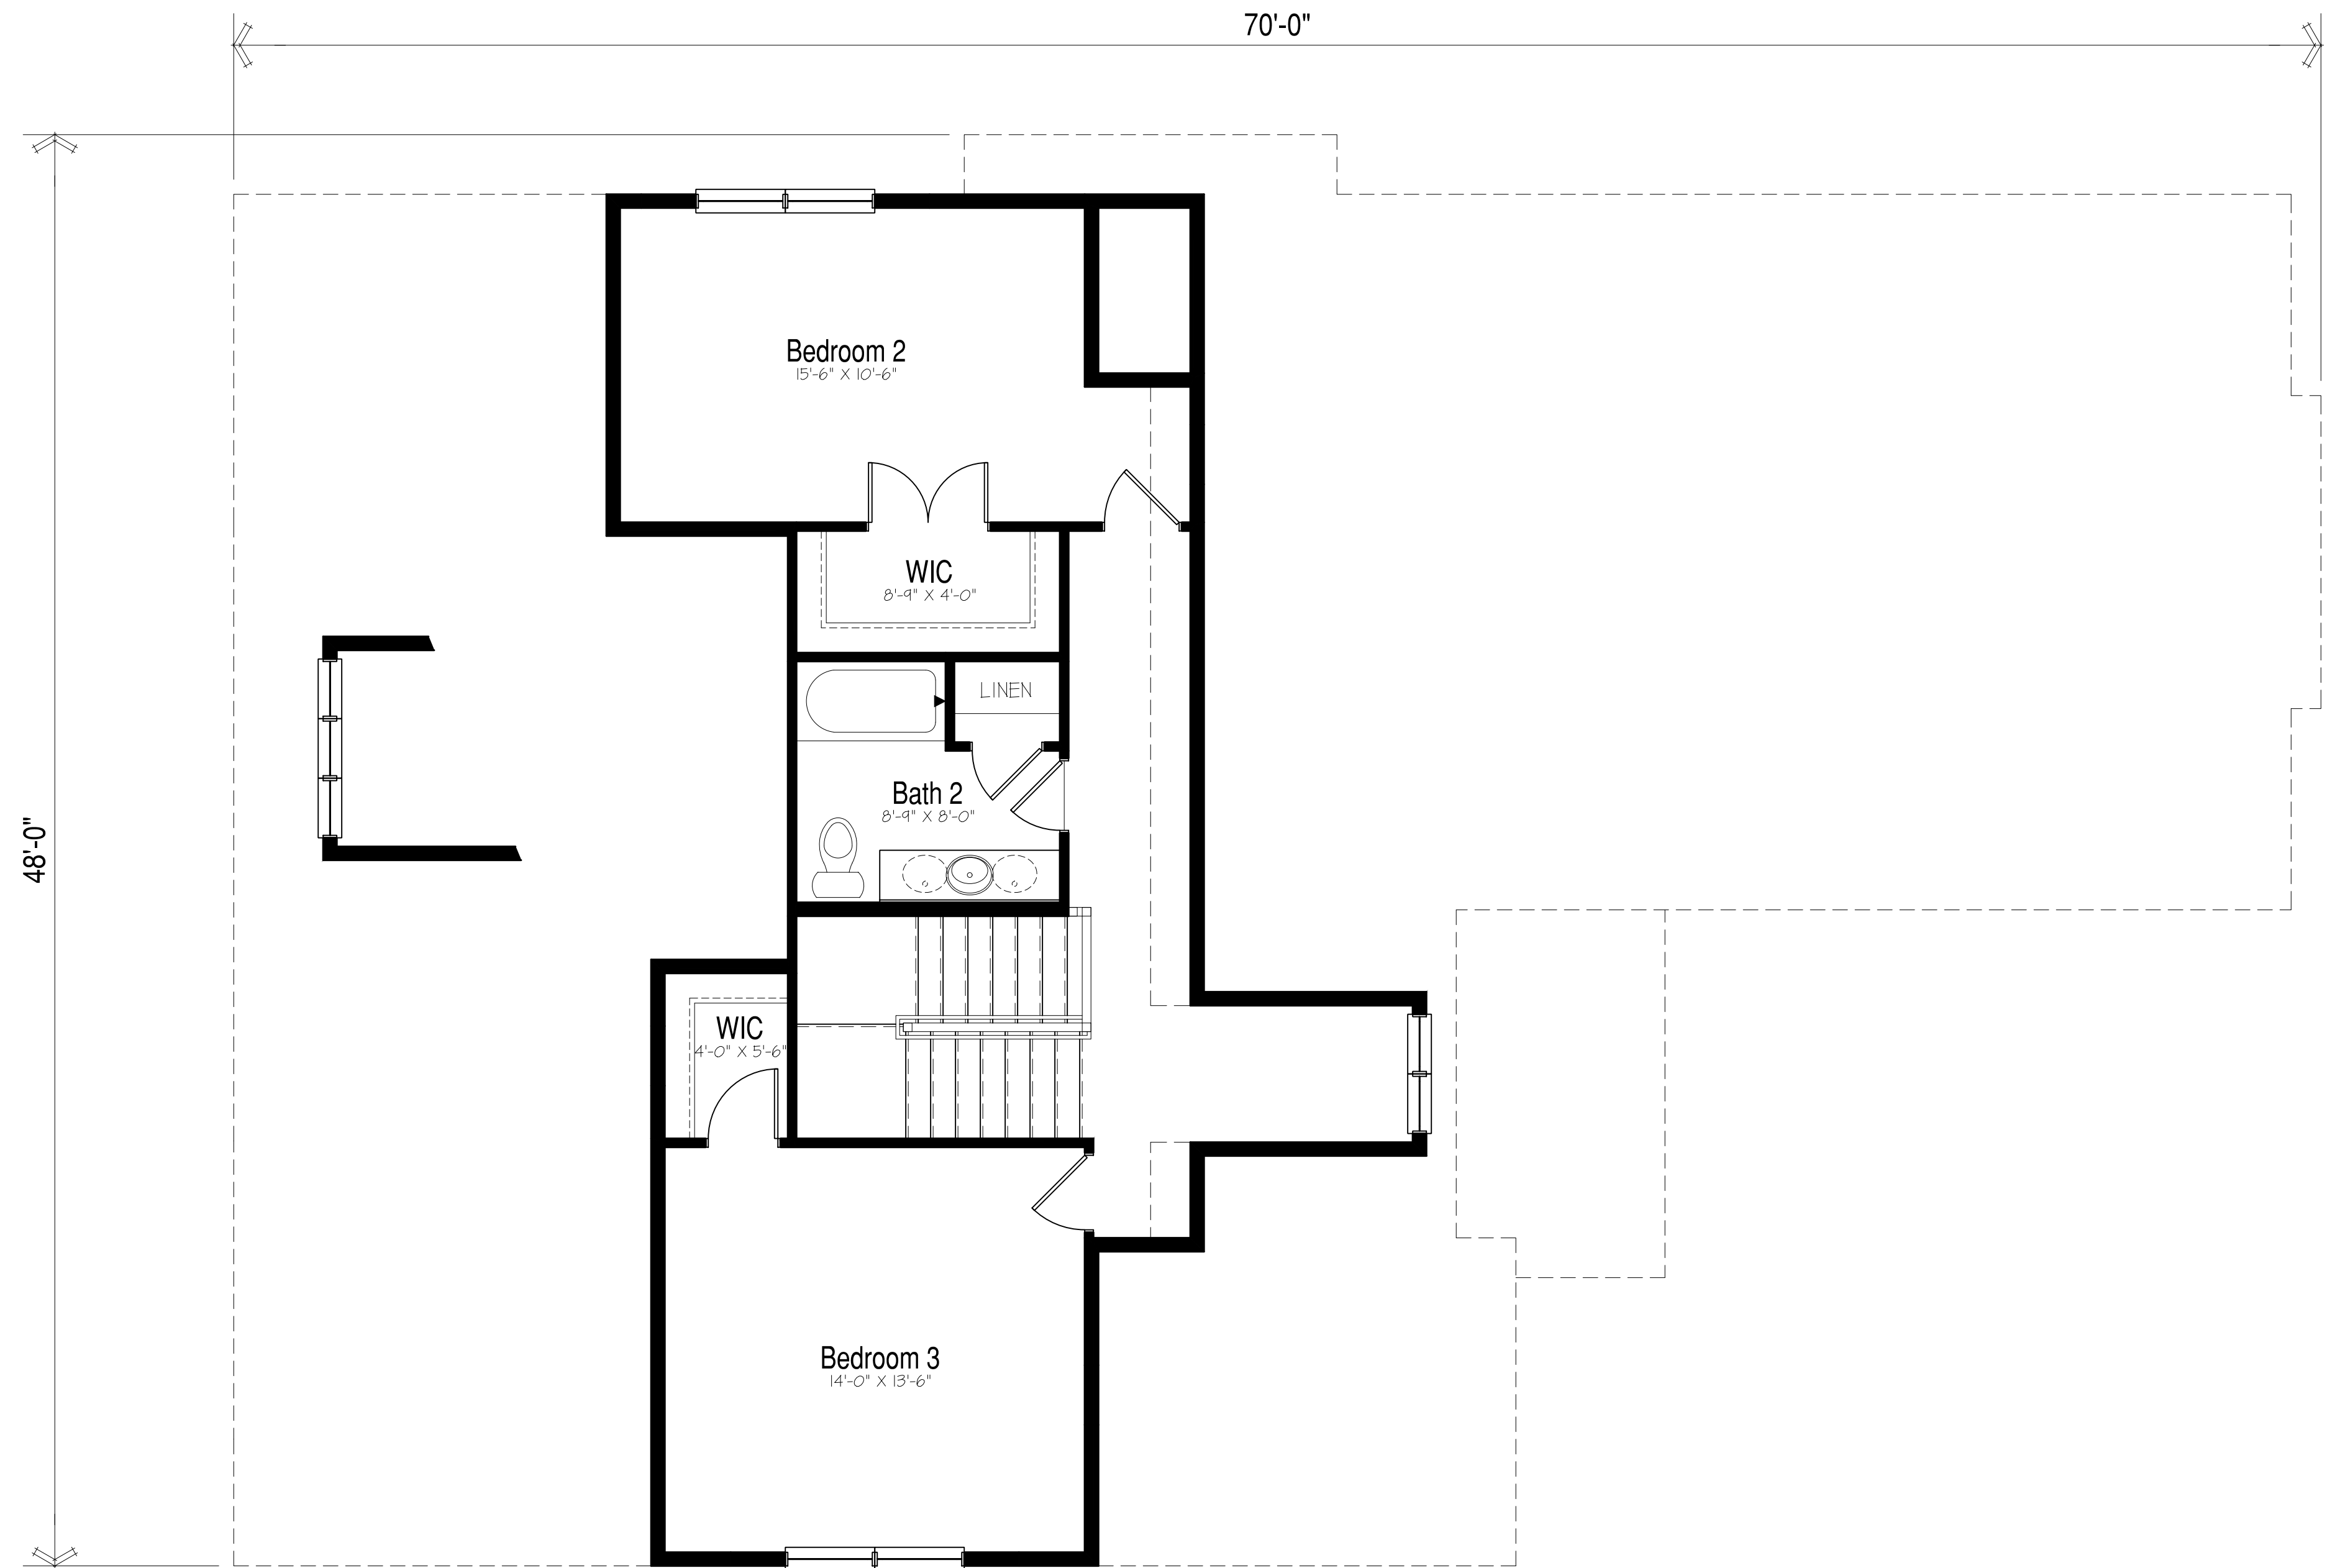 70'-0"
Bedroom 2
15'-6" X 10'-6"
WIC
8'-9" X 4'-0"
LINEN
Bath 2
8'-9" X 8'-0"
48'-0"
WIC
4'-0" X 5'-6"
Bedroom 3
14'-0" X 13'-6"